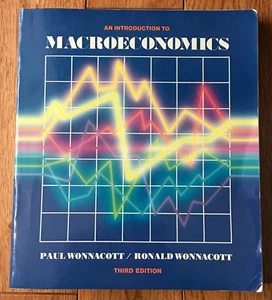 AN INTRODUCTION TO
MACROECONOMICS
PAUL WONNACOTT / RONALD WONNACOTT
THIRD EDITION